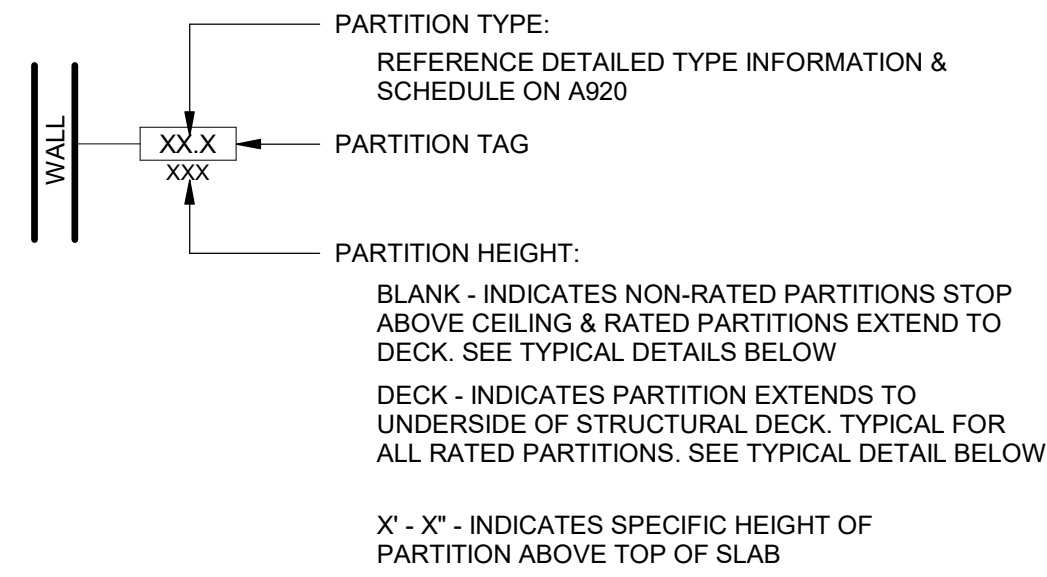 PARTITION TYPE:
REFERENCE DETAILED TYPE INFORMATION &
SCHEDULE ON A920
WALL
XX.X
PARTITION TAG
XXX
PARTITION HEIGHT:
BLANK - INDICATES NON-RATED PARTITIONS STOP
ABOVE CEILING & RATED PARTITIONS EXTEND TO
DECK. SEE TYPICAL DETAILS BELOW
DECK - INDICATES PARTITION EXTENDS TO
UNDERSIDE OF STRUCTURAL DECK. TYPICAL FOR
ALL RATED PARTITIONS. SEE TYPICAL DETAIL BELOW
X' - X" - INDICATES SPECIFIC HEIGHT OF
PARTITION ABOVE TOP OF SLAB